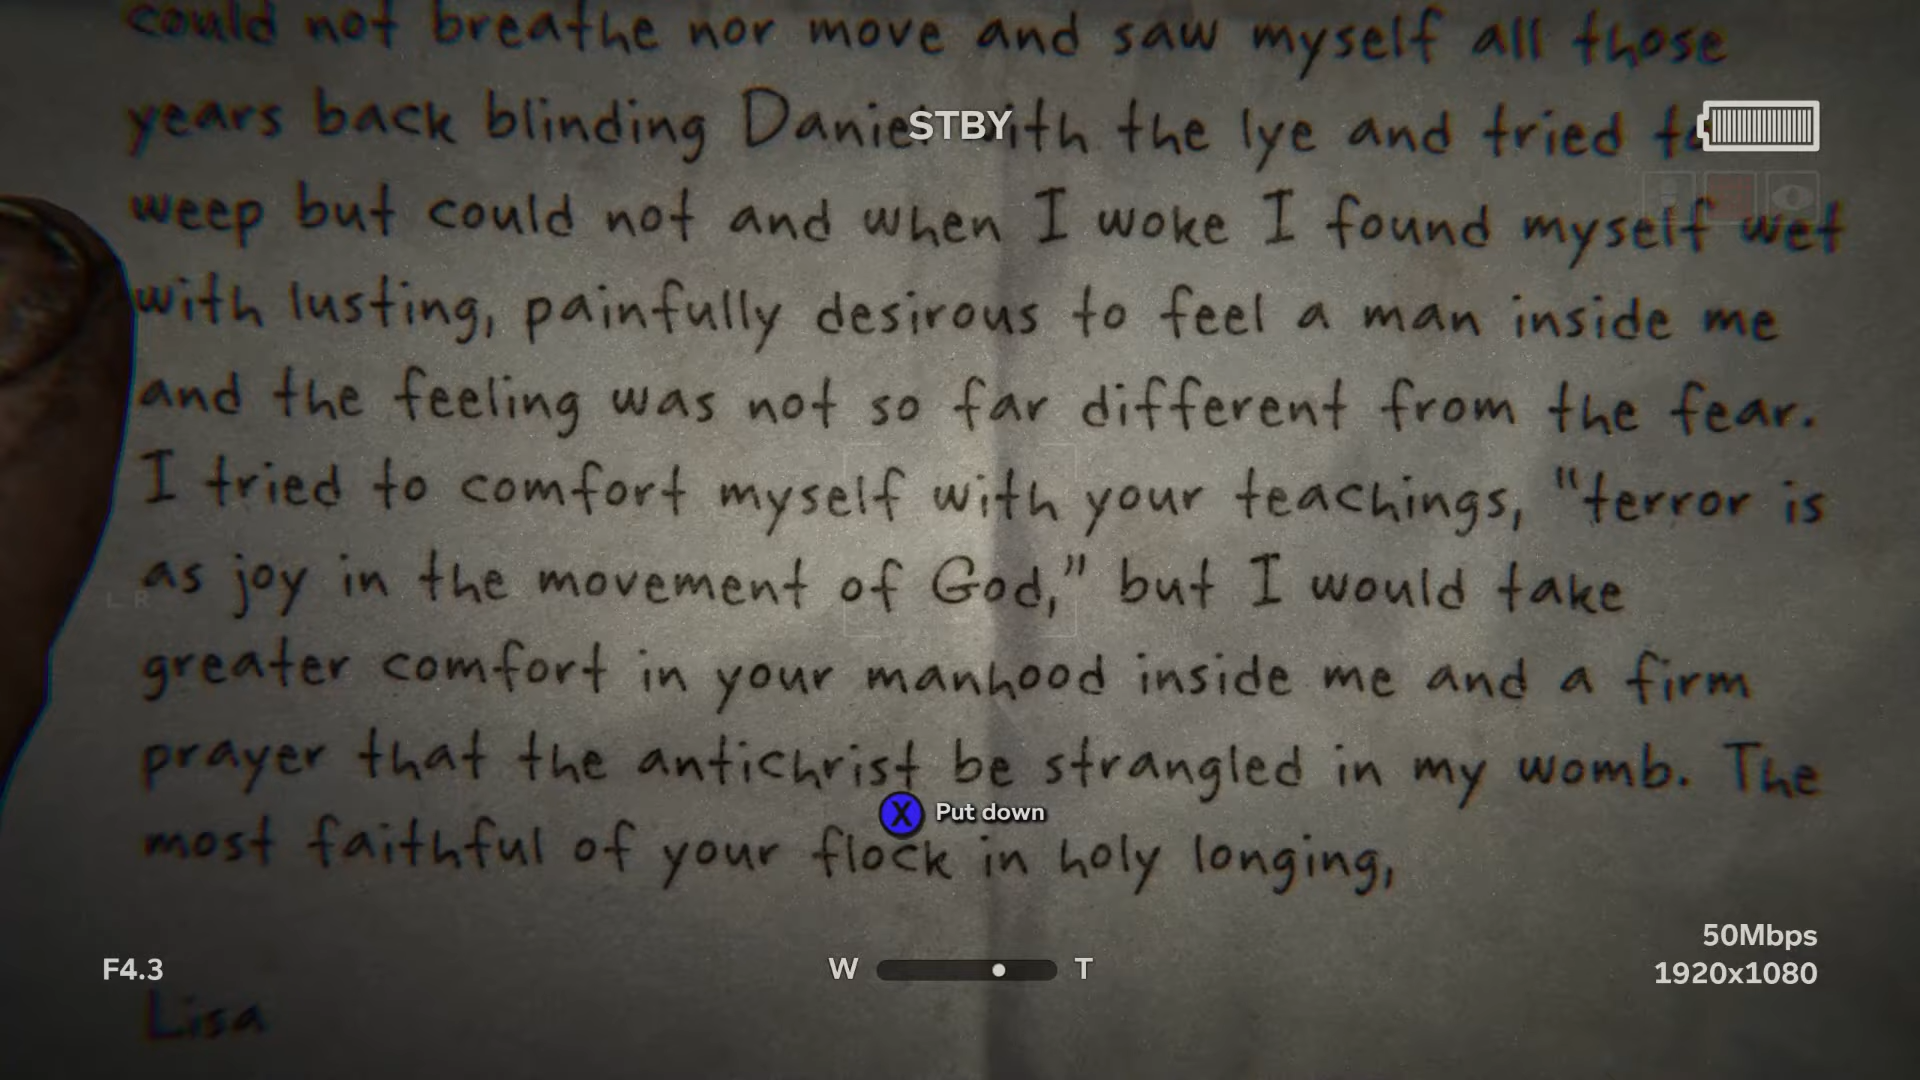 could not breathe nor move and saw myself all those
years back blinding Daniel with the lye and tried to
STBY
weep but could not and when I woke I found myself wet
with lusting, painfully desirous to feel a man inside me
and the feeling was not so far different from the fear.
I tried to comfort myself with your teachings, "terror is
as joy in the movement of God," but I would take
L R
greater comfort in your manhood inside me and a firm
prayer that the antichrist be strangled in my womb. The
X Put down
most faithful of your flock in holy longing,
50Mbps
F4.3
W T
1920x1080
Lisa